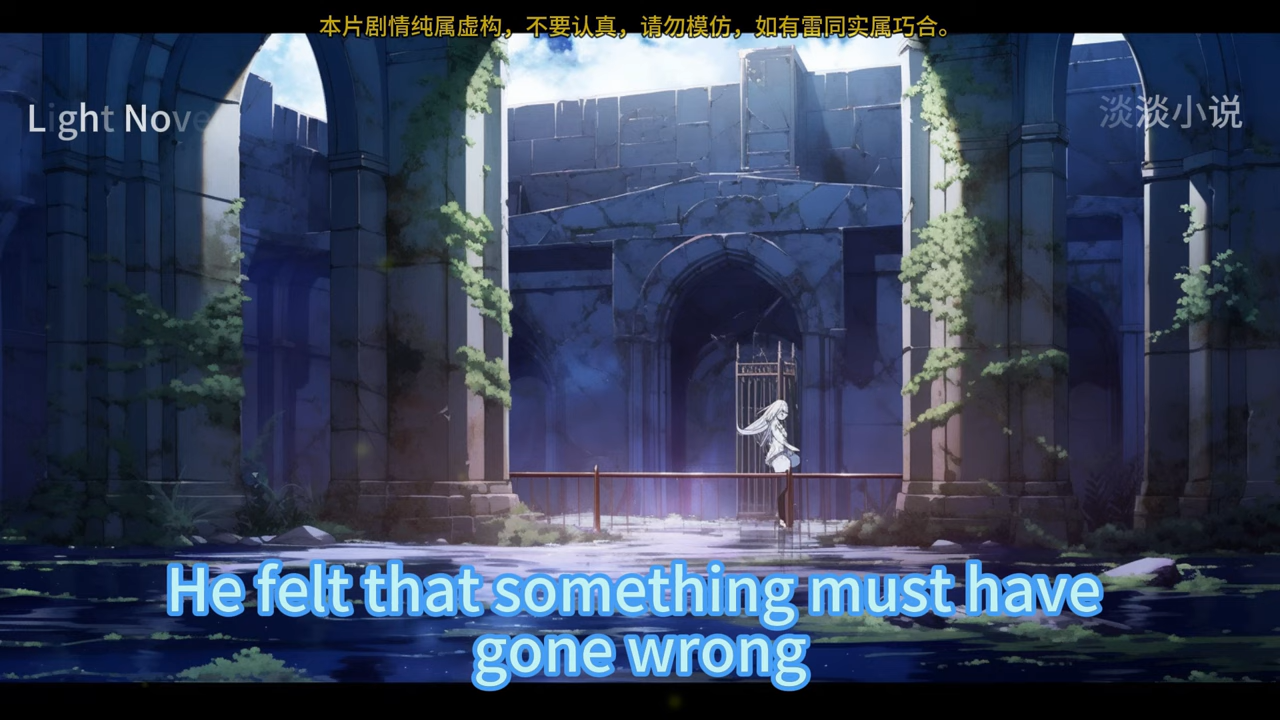 本片剧情纯属虚构，不要认真，请勿模仿，如有雷同实属巧合。
Light Nove
淡淡小说
He felt that something must have
gone wrong